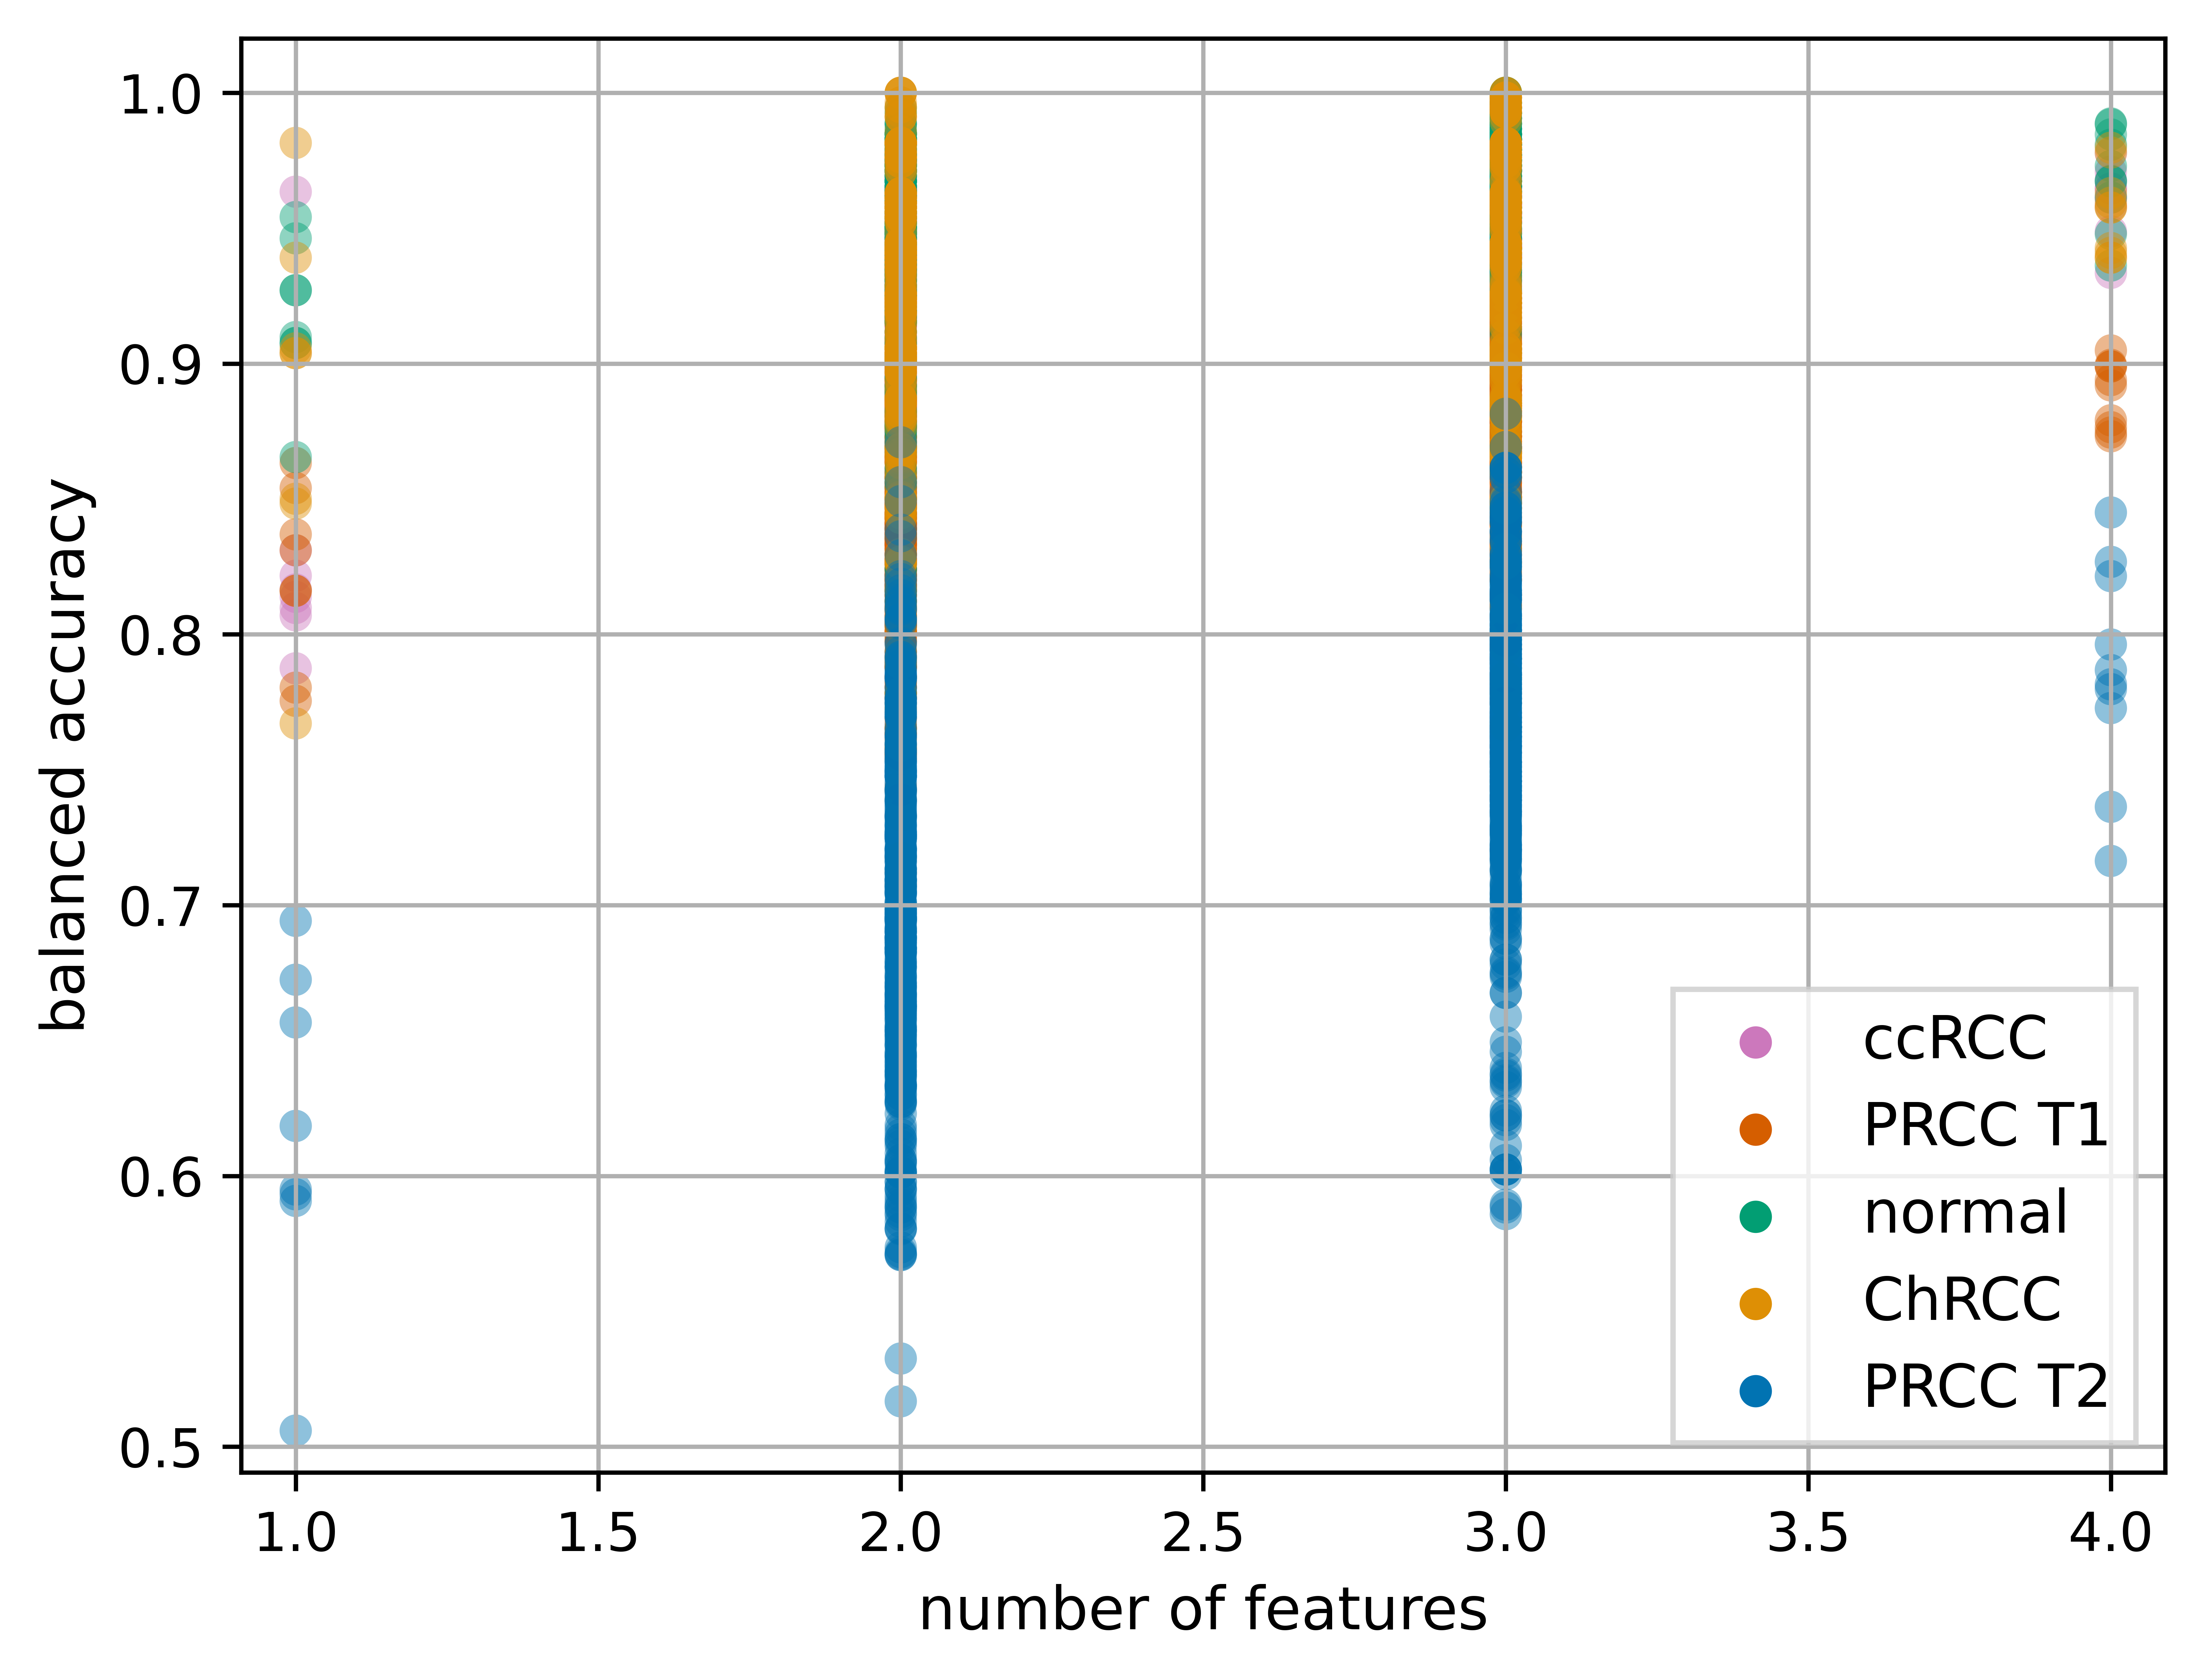 1.0
0.9
0.8
0.7
0.6
0.5
balanced accuracy
ccRCC
PRCC T1
normal
ChRCC
PRCC T2
1.0 1.5 2.0 2.5 3.0 3.5 4.0
number of features